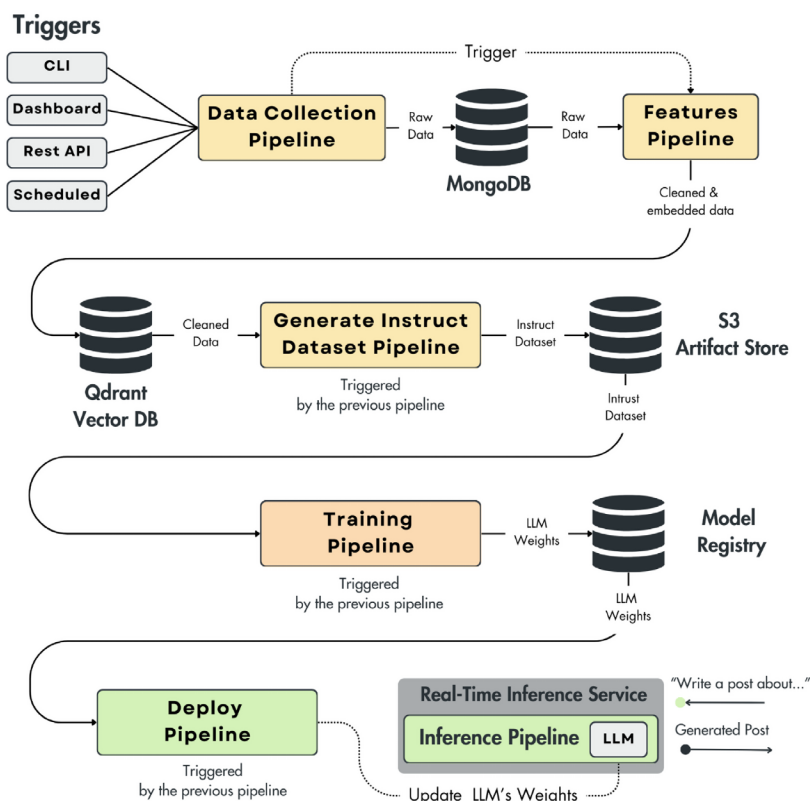 Triggers
CLI
Dashboard
Rest API
Scheduled
Trigger
Data Collection
Pipeline
Raw
Data
MongoDB
Raw
Data
Features
Pipeline
Cleaned &
embedded data
Qdrant
Vector DB
Cleaned
Data
Generate Instruct
Dataset Pipeline
Triggered
by the previous pipeline
Instruct
Dataset
S3
Artifact Store
Intrust
Dataset
Training
Pipeline
Triggered
by the previous pipeline
LLM
Weights
Model
Registry
LLM
Weights
Deploy
Pipeline
Triggered
by the previous pipeline
Update LLM's Weights
Real-Time Inference Service
Inference Pipeline
LLM
"Write a post about..."
Generated Post